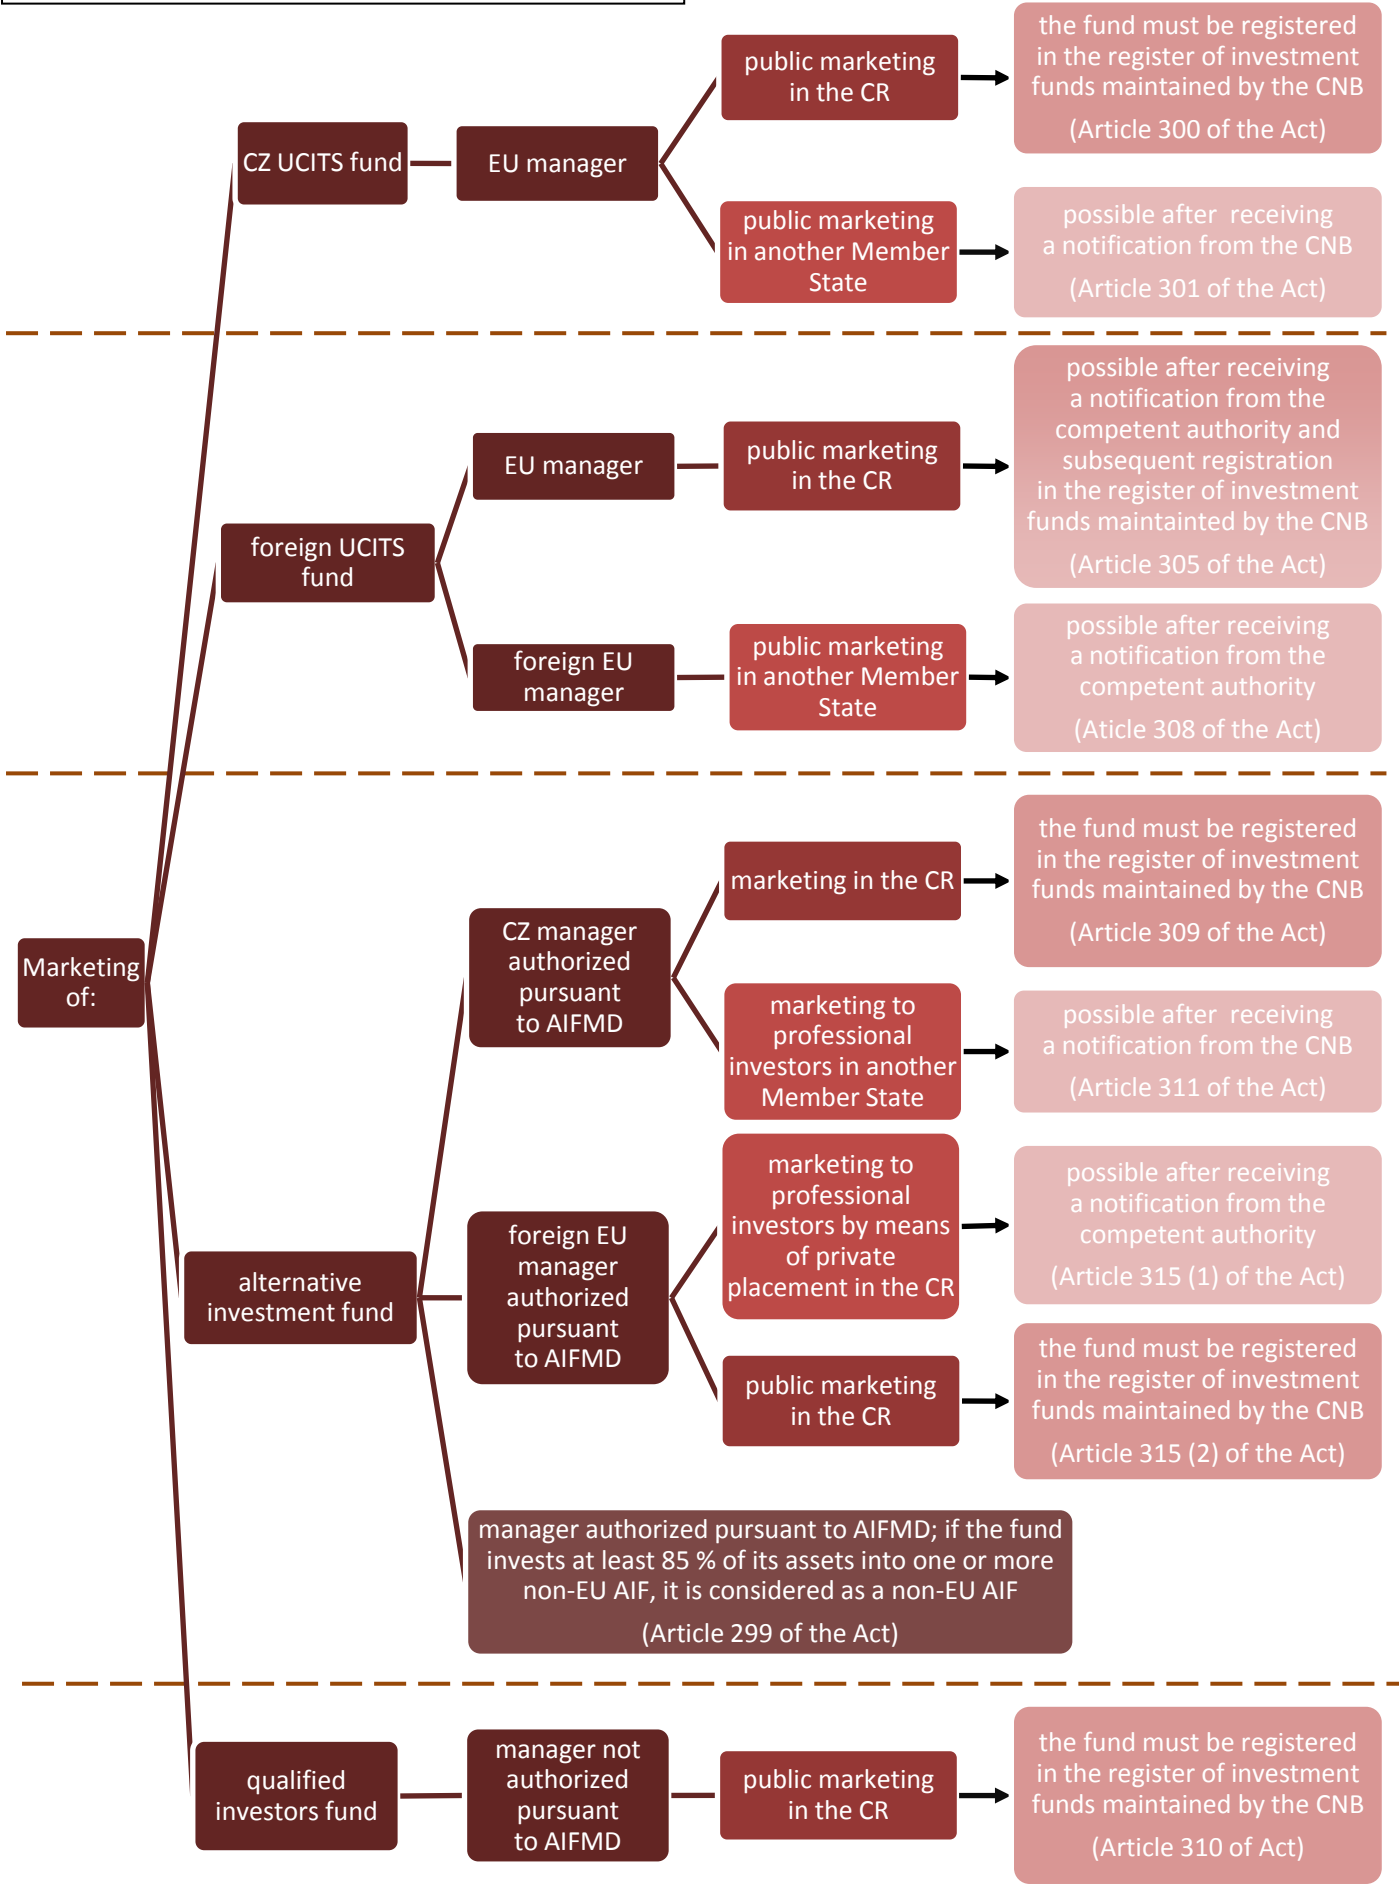 public marketing
in the CR
the fund must be registered
in the register of investment
funds maintained by the CNB
(Article 300 of the Act)
CZ UCITS fund
EU manager
public marketing
in another Member
State
possible after  receiving
a notification from the CNB
(Article 301 of the Act)
foreign UCITS
fund
EU manager
public marketing
in the CR
possible after receiving
a notification from the
competent authority and
subsequent registration
in the register of investment
funds maintainted by the CNB
(Article 305 of the Act)
foreign EU
manager
public marketing
in another Member
State
possible after receiving
a notification from the
competent authority
(Aticle 308 of the Act)
Marketing
of:
alternative
investment fund
CZ manager
authorized
pursuant
to AIFMD
marketing in the CR
the fund must be registered
in the register of investment
funds maintained by the CNB
(Article 309 of the Act)
marketing to
professional
investors in another
Member State
possible after  receiving
a notification from the CNB
(Article 311 of the Act)
foreign EU
manager
authorized
pursuant
to AIFMD
marketing to
professional
investors by means
of private
placement in the CR
possible after receiving
a notification from the
competent authority
(Article 315 (1) of the Act)
public marketing
in the CR
the fund must be registered
in the register of investment
funds maintained by the CNB
(Article 315 (2) of the Act)
manager authorized pursuant to AIFMD; if the fund
invests at least 85 % of its assets into one or more
non-EU AIF, it is considered as a non-EU AIF
(Article 299 of the Act)
qualified
investors fund
manager not
authorized
pursuant
to AIFMD
public marketing
in the CR
the fund must be registered
in the register of investment
funds maintained by the CNB
(Article 310 of Act)